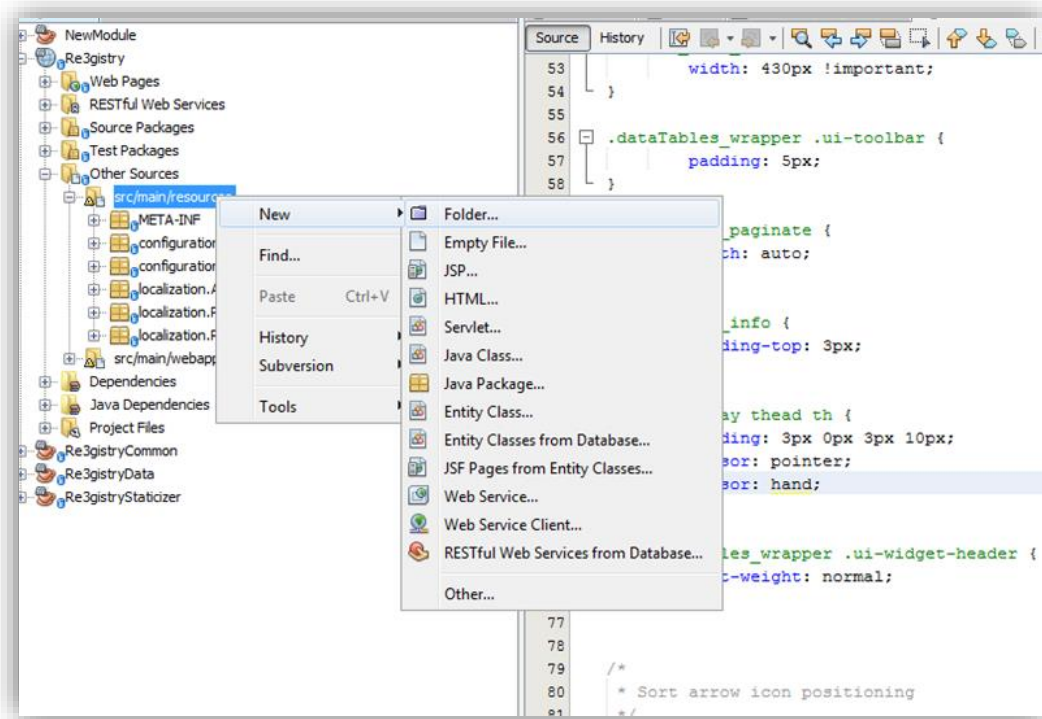 NewModule
Re3gistry
Web Pages
RESTful Web Services
Source Packages
Test Packages
Other Sources
src/main/resources
META-INF
configuration
configuration
localization.
localization.
localization.
src/main/webapp
Dependencies
Java Dependencies
Project Files
Re3gistryCommon
Re3gistryData
Re3gistryStaticizer
New
Find...
Paste Ctrl+V
History
Subversion
Tools
Folder...
Empty File...
JSP...
HTML...
Servlet...
Java Class...
Java Package...
Entity Class...
Entity Classes from Database...
JSF Pages from Entity Classes...
Web Service...
Web Service Client...
RESTful Web Services from Database...
Other...
Source History
53 width: 430px !important;
54 }
55
56 .dataTables_wrapper .ui-toolbar {
57 padding: 5px;
58 }
_paginate {
th: auto;
_info {
ding-top: 3px;
ay thead th {
ding: 3px 0px 3px 10px;
sor: pointer;
sor: hand;
les_wrapper .ui-widget-header {
t-weight: normal;
77
78
79 /*
80 * Sort arrow icon positioning
81 */